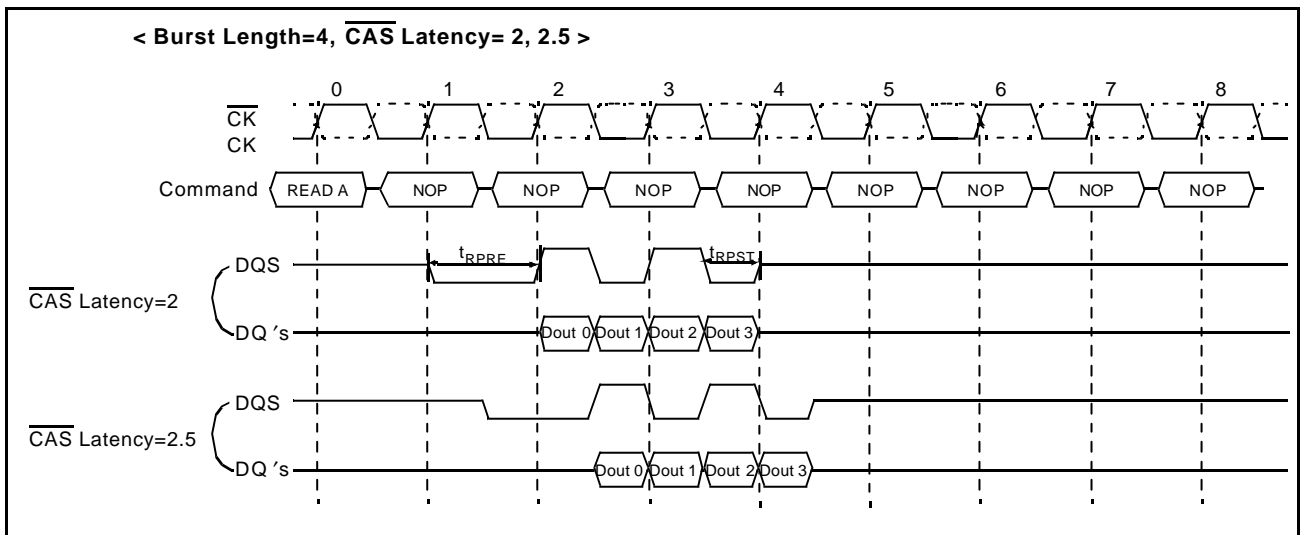 < Burst Length=4, CAS Latency= 2, 2.5 >
0 1 2 3 4 5 6 7 8
CK
CK
Command READ A NOP NOP NOP NOP NOP NOP NOP NOP
DQS tRPRE tRPST
CAS Latency=2
DQ 's Dout 0 Dout 1 Dout 2 Dout 3
DQS
CAS Latency=2.5
DQ 's Dout 0 Dout 1 Dout 2 Dout 3